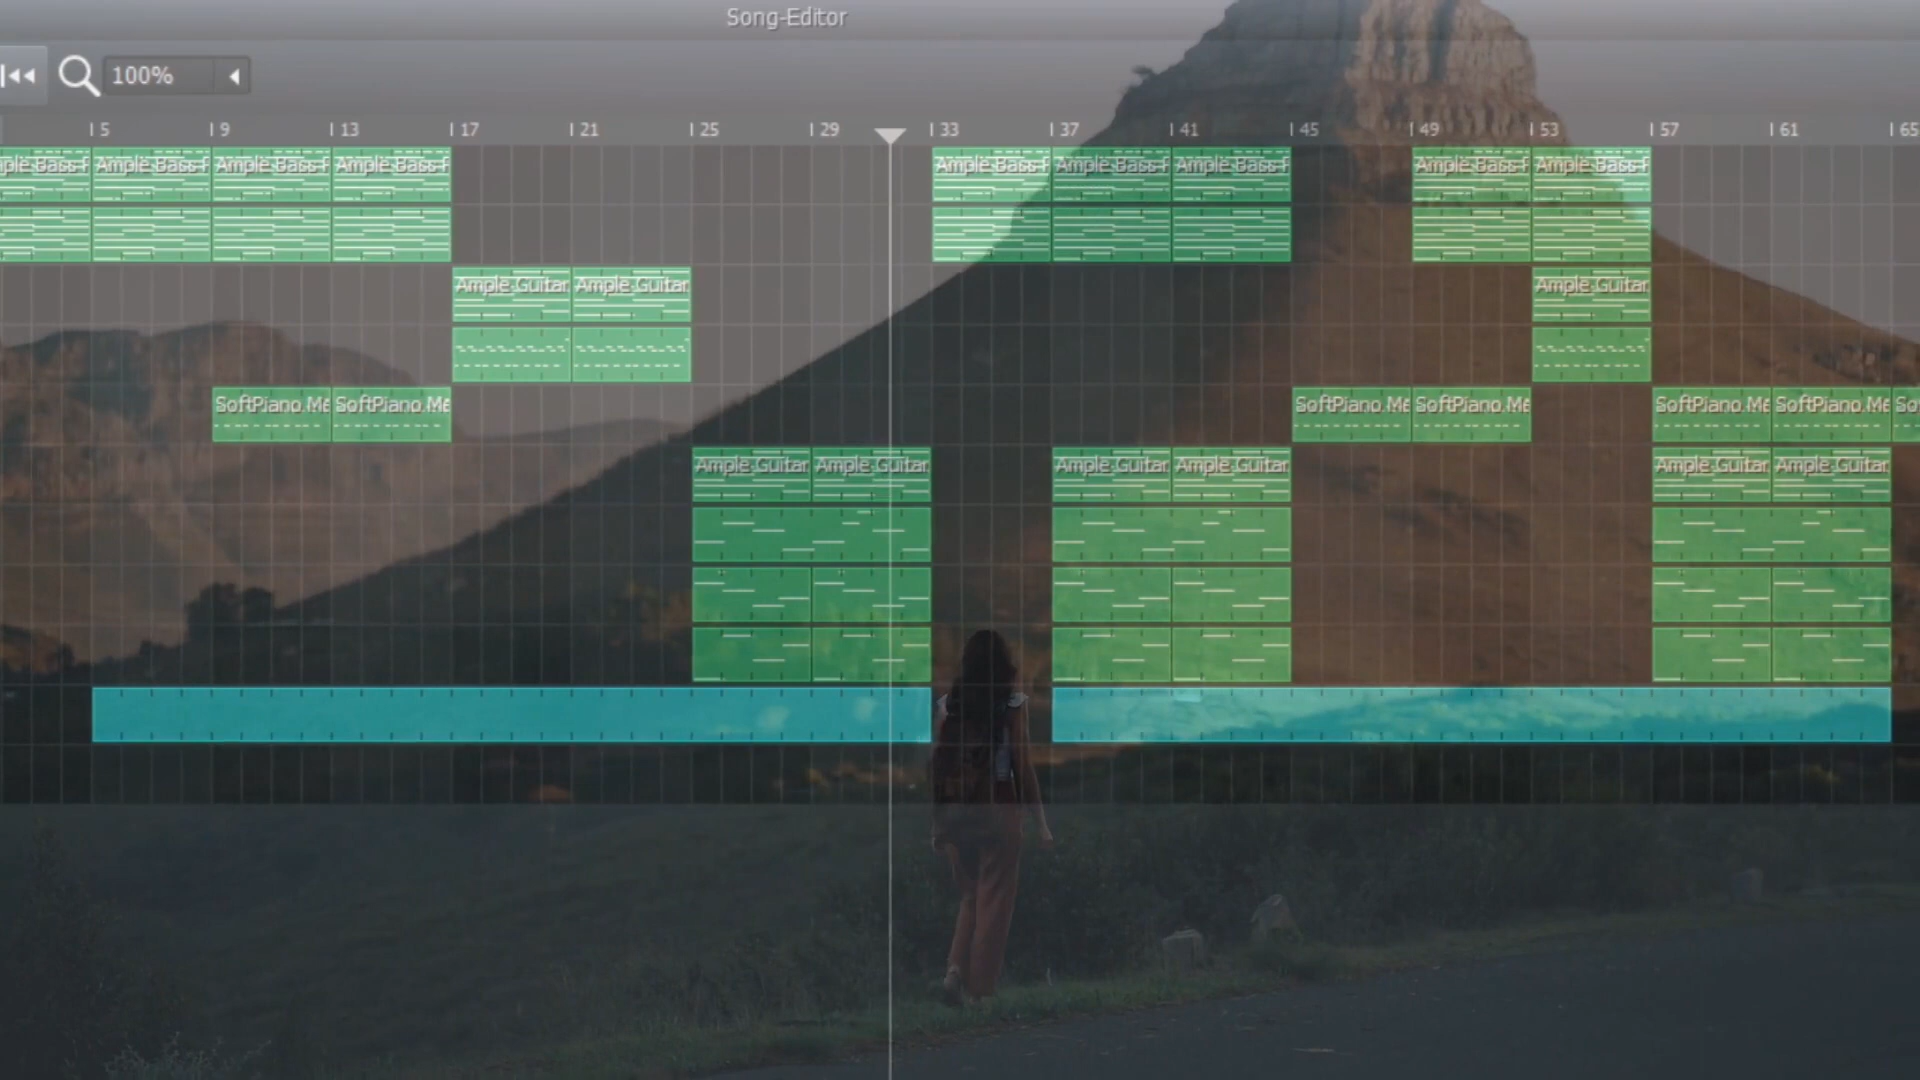 Song-Editor
100%
5 9 13 17 21 25 29 33 37 41 45 49 53 57 61 65
ple Bass F Ample Bass F Ample Bass F Ample Bass F Ample Bass F Ample Bass F Ample Bass F Ample Bass F Ample Bass F
Ample Guitar Ample Guitar Ample Guitar
SoftPiano Me SoftPiano Me SoftPiano Me SoftPiano Me SoftPiano Me SoftPiano Me So
Ample Guitar Ample Guitar Ample Guitar Ample Guitar Ample Guitar Ample Guitar